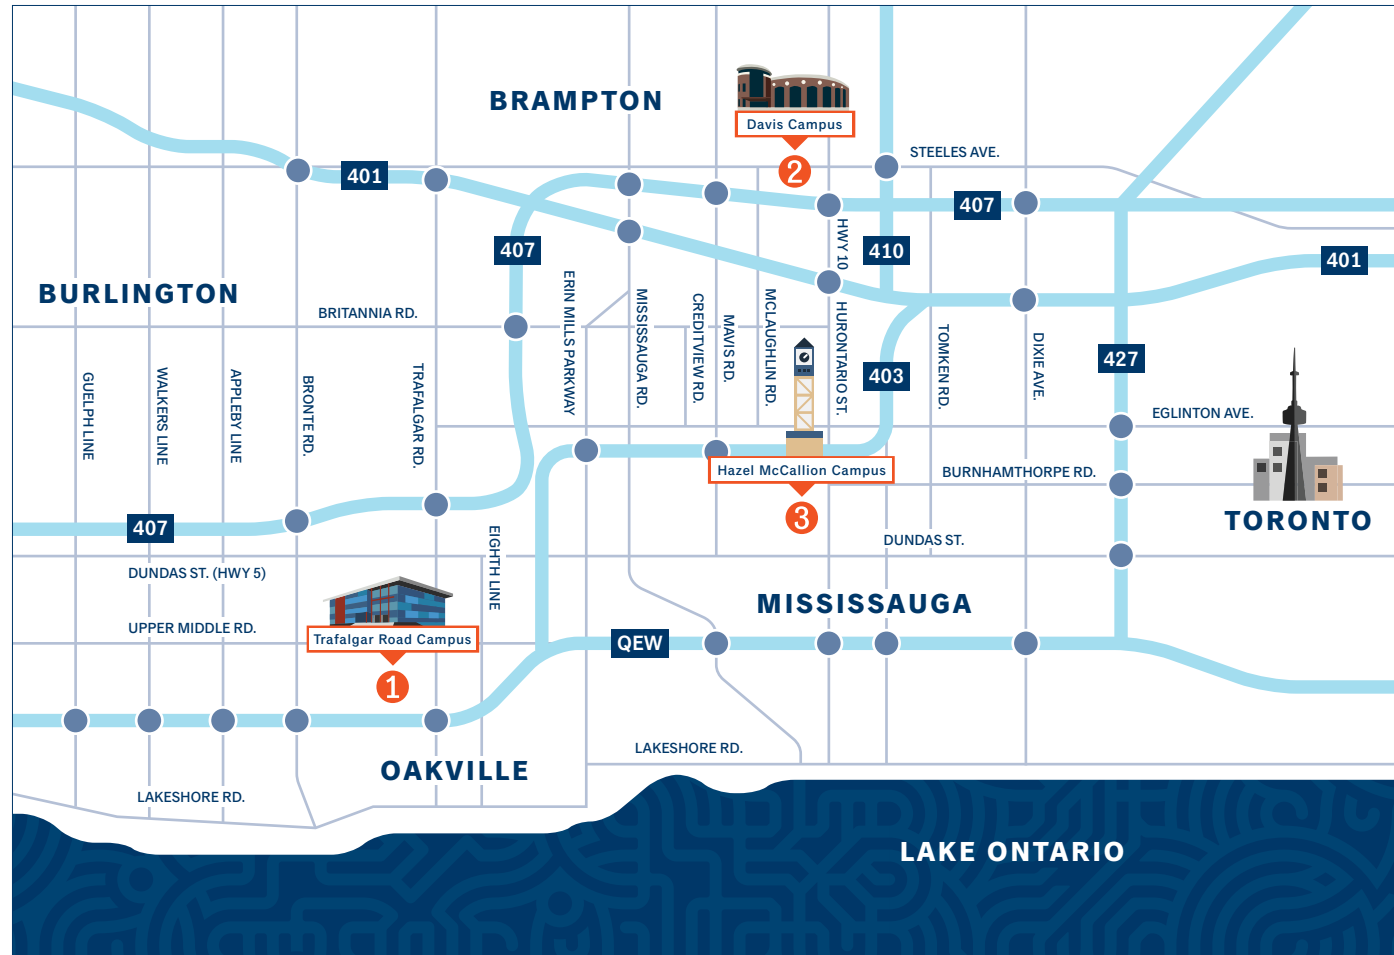 BRAMPTON
Davis Campus
2
STEELES AVE.
401
407
407
HWY 10
410
401
BURLINGTON
BRITANNIA RD.
ERIN MILLS PARKWAY
MISSISSAUGA RD.
CREDITVIEW RD.
MAVIS RD.
MCLAUGHLIN RD.
HURONTARIO ST.
403
TOMKEN RD.
DIXIE AVE.
427
GUELPH LINE
WALKERS LINE
APPLEBY LINE
BRONTE RD.
TRAFALGAR RD.
EGLINTON AVE.
Hazel McCallion Campus
3
BURNHAMTHORPE RD.
TORONTO
407
EIGHTH LINE
DUNDAS ST.
DUNDAS ST. (HWY 5)
MISSISSAUGA
UPPER MIDDLE RD.
Trafalgar Road Campus
1
QEW
LAKESHORE RD.
OAKVILLE
LAKESHORE RD.
LAKE ONTARIO